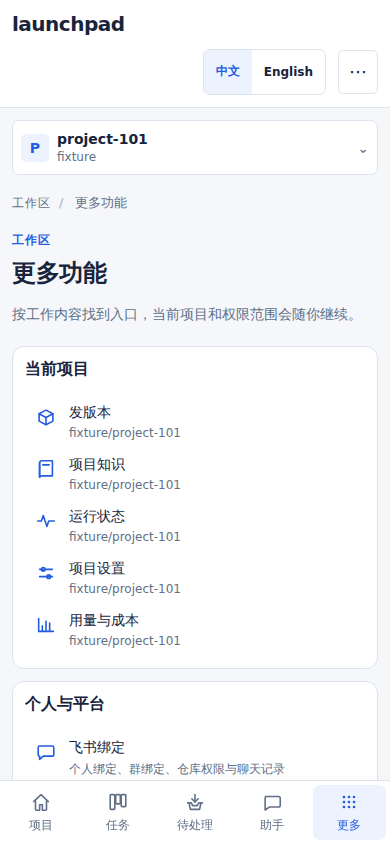 launchpad
中文 English ⋯
P project-101
fixture
工作区 / 更多功能
工作区
更多功能
按工作内容找到入口，当前项目和权限范围会随你继续。
当前项目
发版本
fixture/project-101
项目知识
fixture/project-101
运行状态
fixture/project-101
项目设置
fixture/project-101
用量与成本
fixture/project-101
个人与平台
飞书绑定
个人绑定、群绑定、仓库权限与聊天记录
项目 任务 待处理 助手 更多